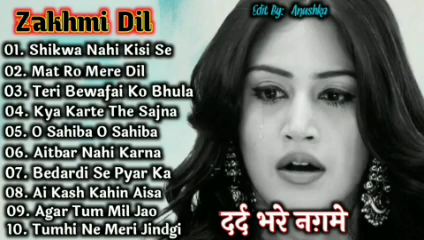 Zakhmi Dil
Edit By: Anushka
01. Shikwa Nahi Kisi Se
02. Mat Ro Mere Dil
03. Teri Bewafai Ko Bhula
04. Kya Karte The Sajna
05. O Sahiba O Sahiba
06. Aitbar Nahi Karna
07. Bedardi Se Pyar Ka
08. Ai Kash Kahin Aisa
09. Agar Tum Mil Jao
10. Tumhi Ne Meri Jindgi
दर्द भरे नग़मे